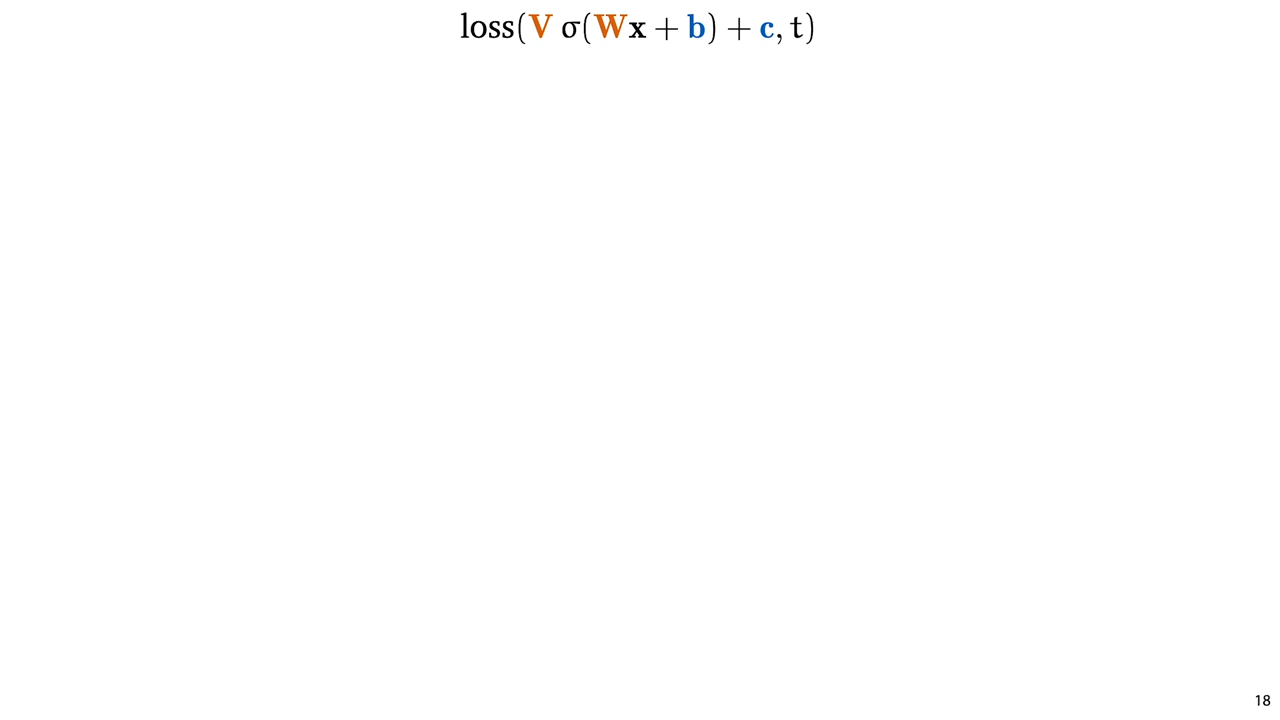 loss(V σ(Wx + b) + c, t)
18